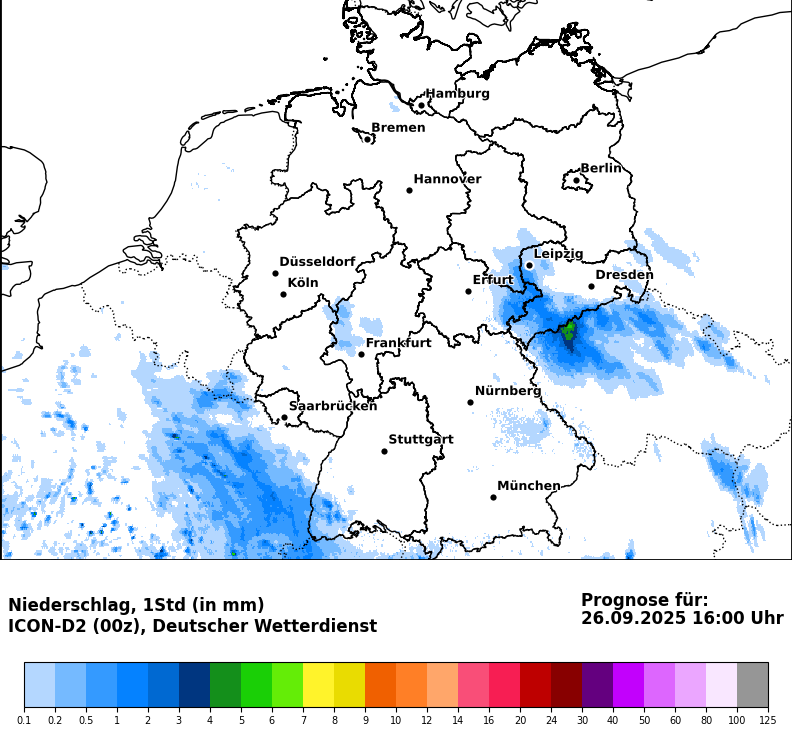 Hamburg
Bremen
Berlin
Hannover
Leipzig
Düsseldorf
Dresden
Köln
Erfurt
Frankfurt
Nürnberg
Saarbrücken
Stuttgart
München
Niederschlag, 1Std (in mm)
ICON-D2 (00z), Deutscher Wetterdienst
Prognose für:
26.09.2025 16:00 Uhr
0.1 0.2 0.5 1 2 3 4 5 6 7 8 9 10 12 14 16 20 24 30 40 50 60 80 100 125